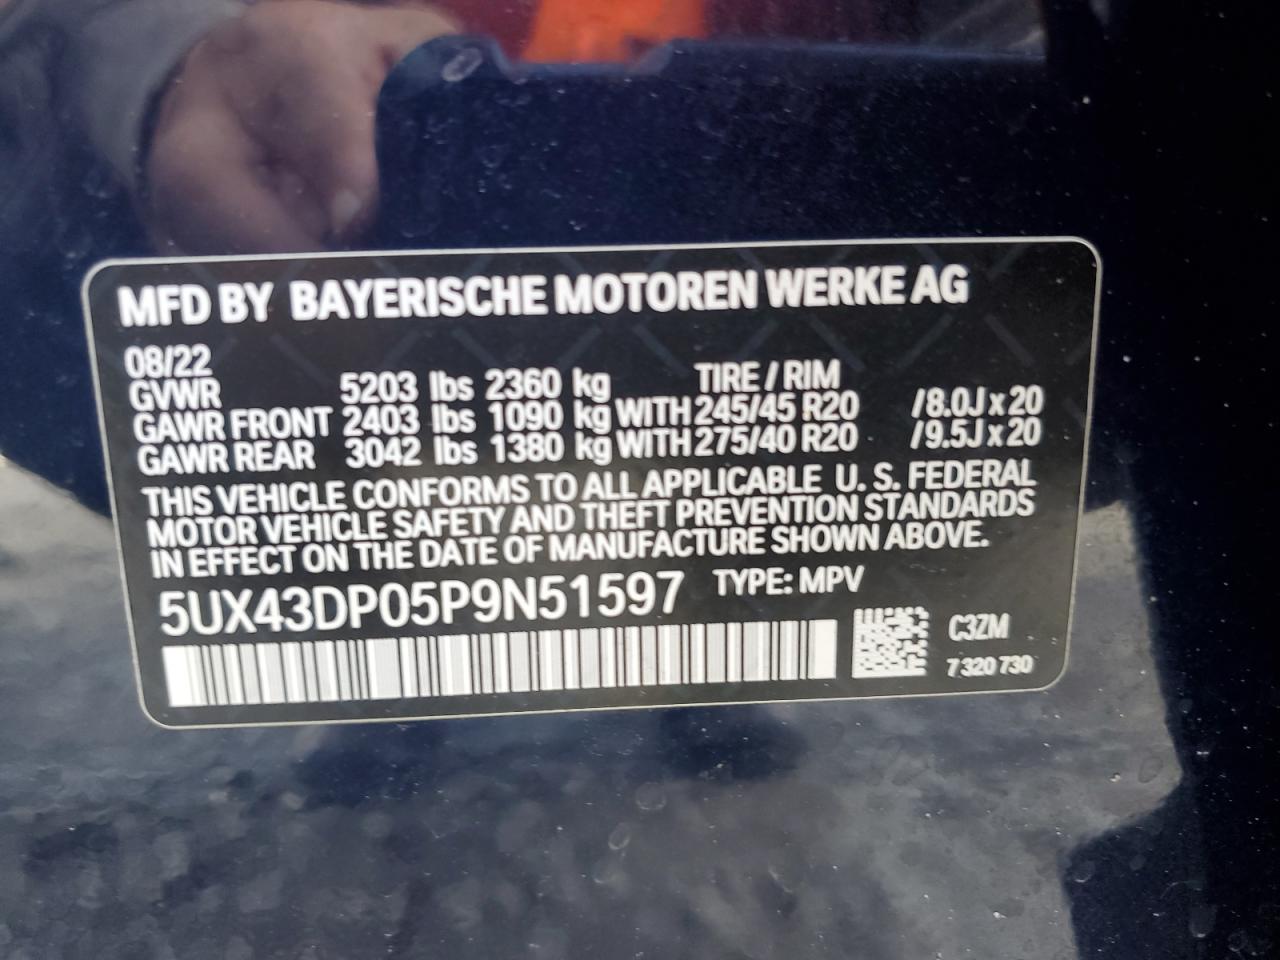 MFD BY BAYERISCHE MOTOREN WERKE AG
08/22
GVWR 5203 lbs 2360 kg TIRE / RIM
GAWR FRONT 2403 lbs 1090 kg WITH 245/45 R20 /8.0J x 20
GAWR REAR 3042 lbs 1380 kg WITH 275/40 R20 /9.5J x 20
THIS VEHICLE CONFORMS TO ALL APPLICABLE U. S. FEDERAL
MOTOR VEHICLE SAFETY AND THEFT PREVENTION STANDARDS
IN EFFECT ON THE DATE OF MANUFACTURE SHOWN ABOVE.
5UX43DP05P9N51597 TYPE: MPV
C3ZM
7 320 730